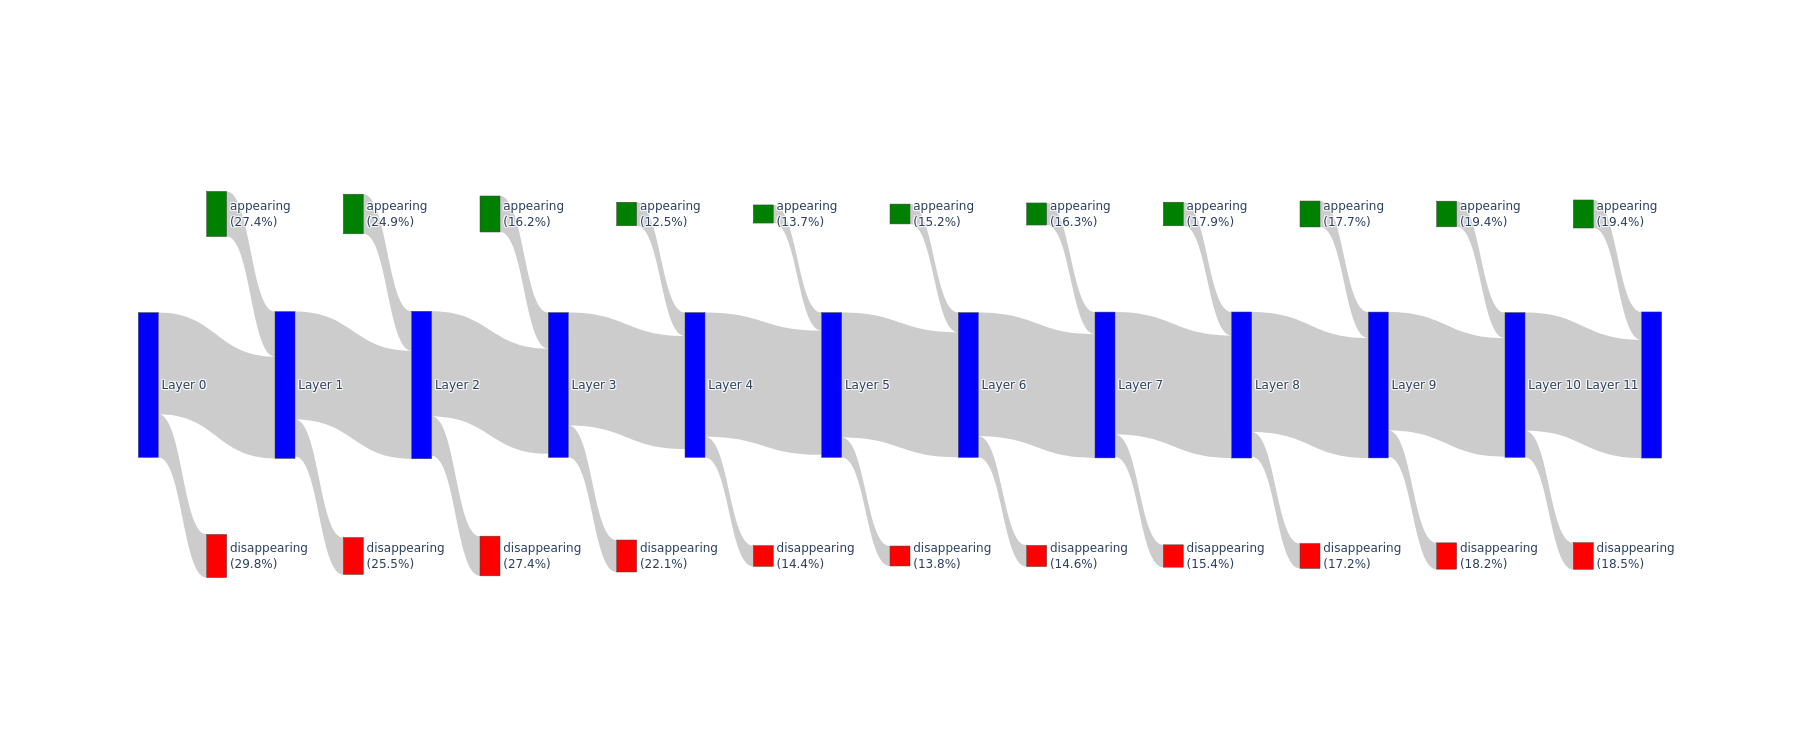 appearing
(27.4%)
appearing
(24.9%)
appearing
(16.2%)
appearing
(12.5%)
appearing
(13.7%)
appearing
(15.2%)
appearing
(16.3%)
appearing
(17.9%)
appearing
(17.7%)
appearing
(19.4%)
appearing
(19.4%)
Layer 0
Layer 1
Layer 2
Layer 3
Layer 4
Layer 5
Layer 6
Layer 7
Layer 8
Layer 9
Layer 10
Layer 11
disappearing
(29.8%)
disappearing
(25.5%)
disappearing
(27.4%)
disappearing
(22.1%)
disappearing
(14.4%)
disappearing
(13.8%)
disappearing
(14.6%)
disappearing
(15.4%)
disappearing
(17.2%)
disappearing
(18.2%)
disappearing
(18.5%)